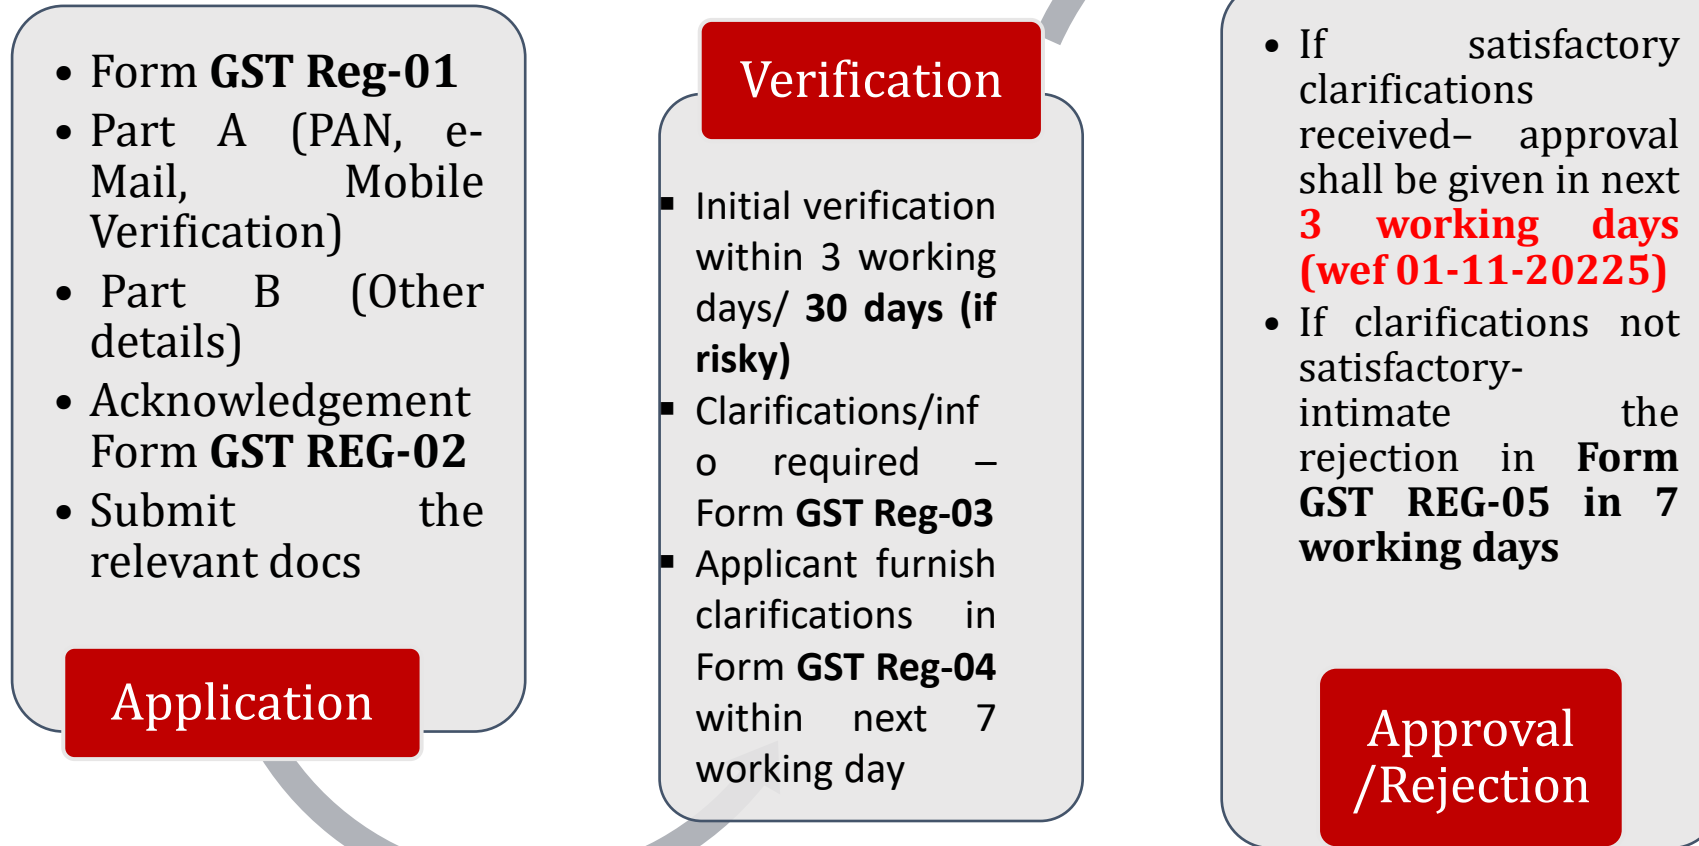 • Form GST Reg-01
• Part A (PAN, e-
Mail, Mobile
Verification)
• Part B (Other
details)
• Acknowledgement
Form GST REG-02
• Submit the
relevant docs
Application
Verification
▪ Initial verification
within 3 working
days/ 30 days (if
risky)
▪ Clarifications/inf
o required –
Form GST Reg-03
▪ Applicant furnish
clarifications in
Form GST Reg-04
within next 7
working day
• If satisfactory
clarifications
received– approval
shall be given in next
3 working days
(wef 01-11-20225)
• If clarifications not
satisfactory-
intimate the
rejection in Form
GST REG-05 in 7
working days
Approval
/Rejection